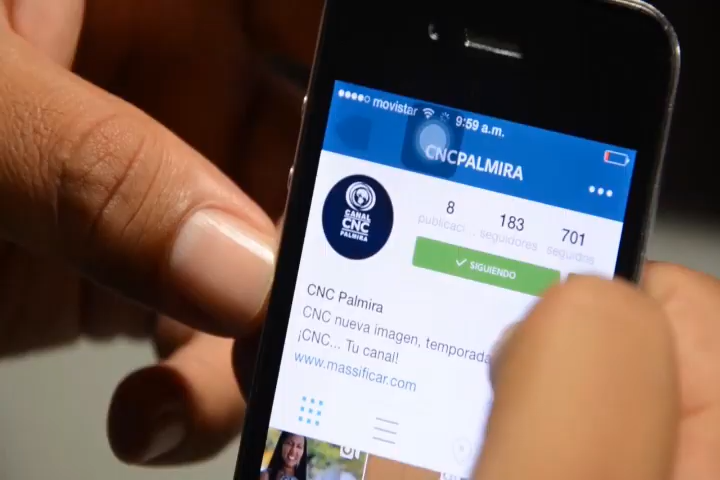 movistar 9:59 a.m.
CNCPALMIRA
CANAL
CNC
PALMIRA
8 183 701
publicaci... seguidores seguidos
SIGUIENDO
CNC Palmira
CNC nueva imagen, temporada
¡CNC... Tu canal!
www.massificar.com